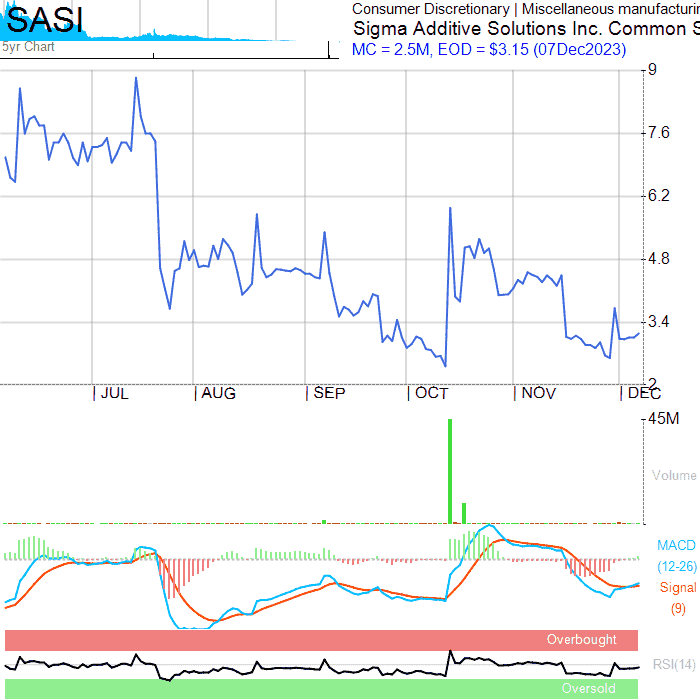 SASI
Consumer Discretionary | Miscellaneous manufacturin
Sigma Additive Solutions Inc. Common S
5yr Chart
MC = 2.5M, EOD = $3.15 (07Dec2023)
9
7.6
6.2
4.8
3.4
2
JUL AUG SEP OCT NOV DEC
45M
Volume
MACD
(12-26)
Signal
(9)
Overbought
RSI(14)
Oversold